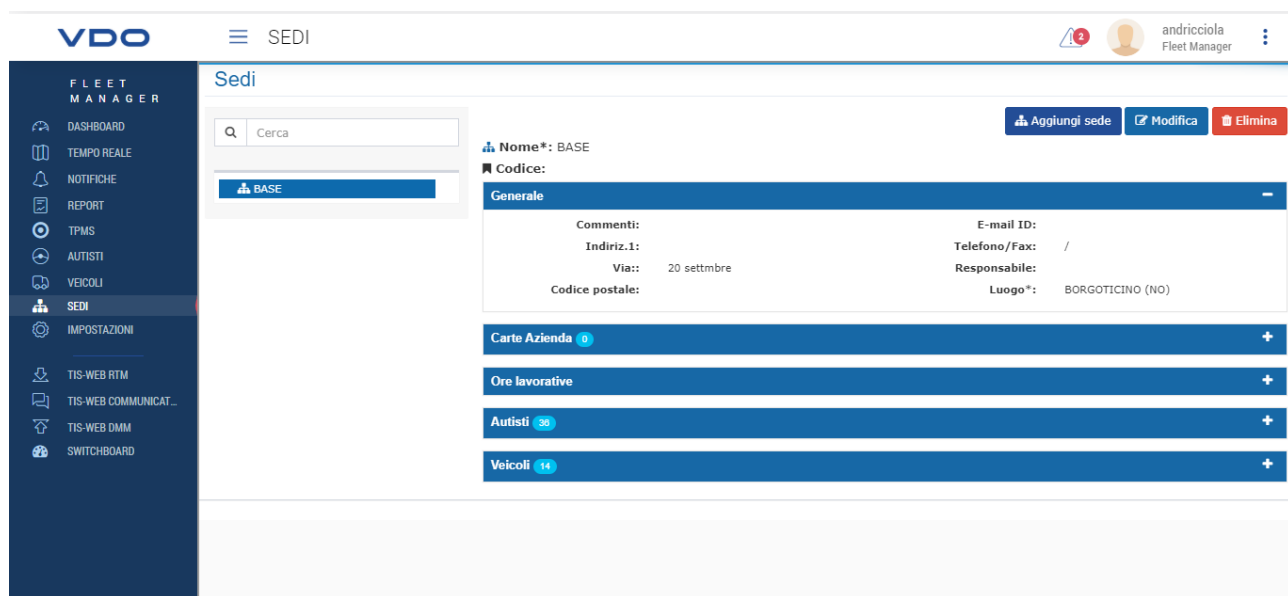 VDO
SEDI
2
andricciola
Fleet Manager
FLEET
MANAGER
DASHBOARD
TEMPO REALE
NOTIFICHE
REPORT
TPMS
AUTISTI
VEICOLI
SEDI
IMPOSTAZIONI
TIS-WEB RTM
TIS-WEB COMMUNICAT...
TIS-WEB DMM
SWITCHBOARD
Sedi
Cerca
BASE
Aggiungi sede Modifica Elimina
Nome*: BASE
Codice:
Generale
Commenti: E-mail ID:
Indiriz.1: Telefono/Fax: /
Via:: 20 settmbre Responsabile:
Codice postale: Luogo*: BORGOTICINO (NO)
Carte Azienda 0
Ore lavorative
Autisti 36
Veicoli 14